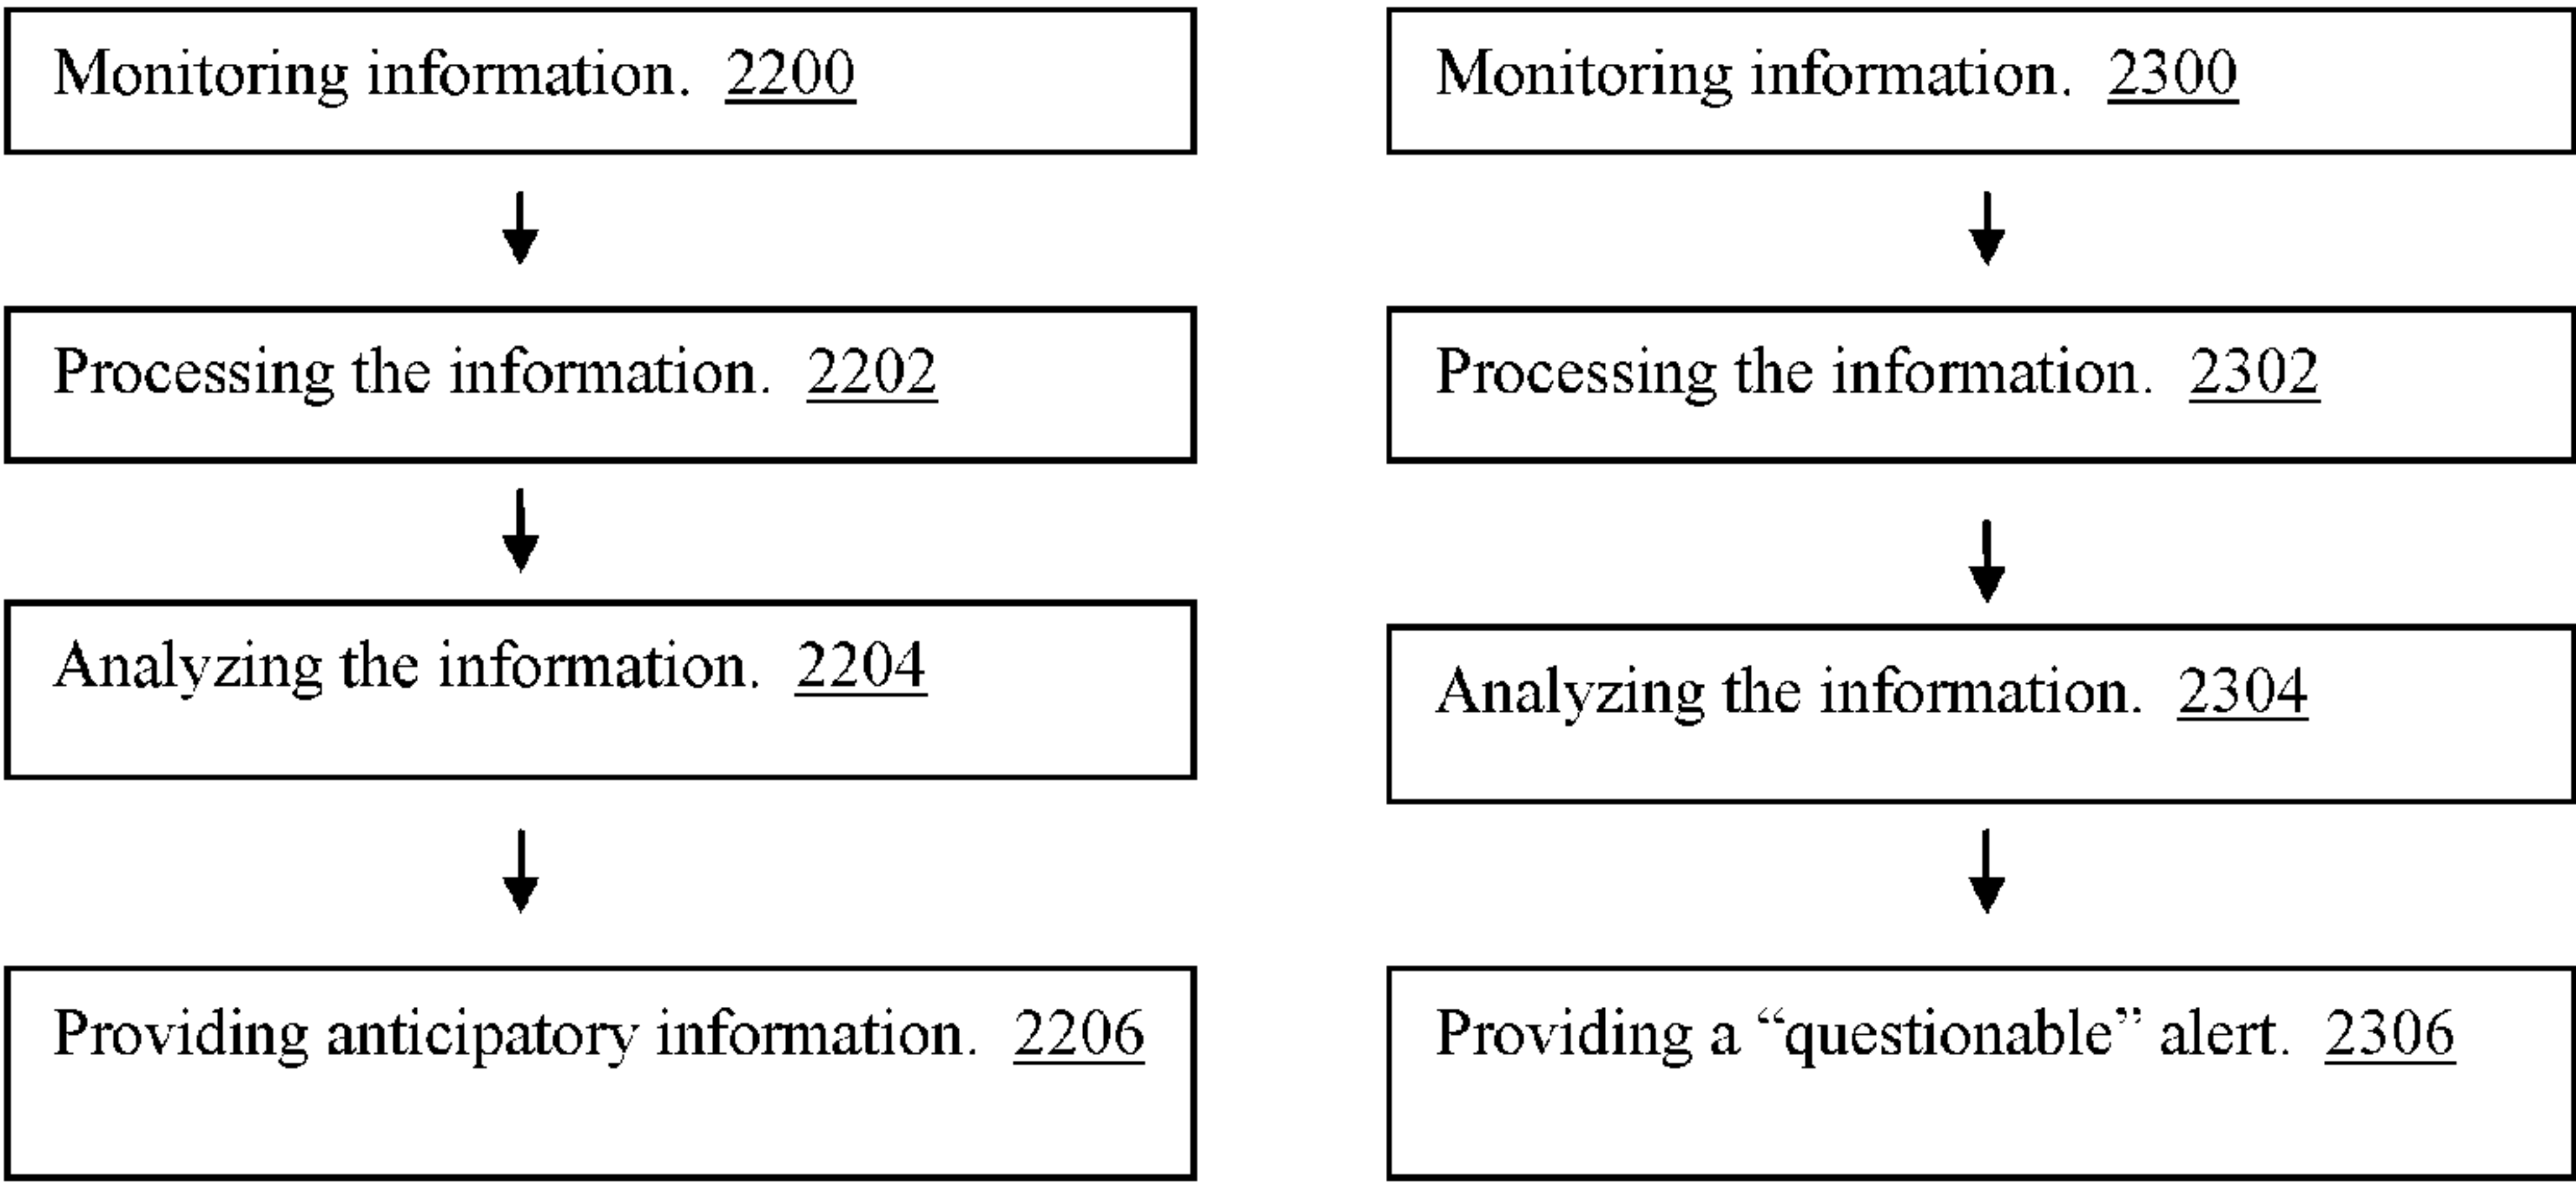 Monitoring information. 2200
Processing the information. 2202
Analyzing the information. 2204
Providing anticipatory information. 2206
Monitoring information. 2300
Processing the information. 2302
Analyzing the information. 2304
Providing a “questionable” alert. 2306